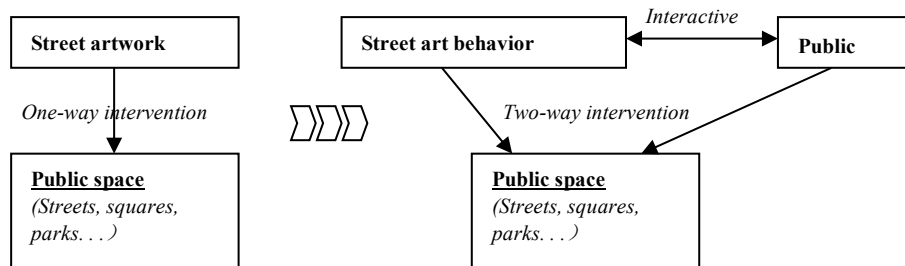 Street artwork
One-way intervention
Public space
(Streets, squares,
parks. . . )
Street art behavior
Interactive
Public
Two-way intervention
Public space
(Streets, squares,
parks. . . )